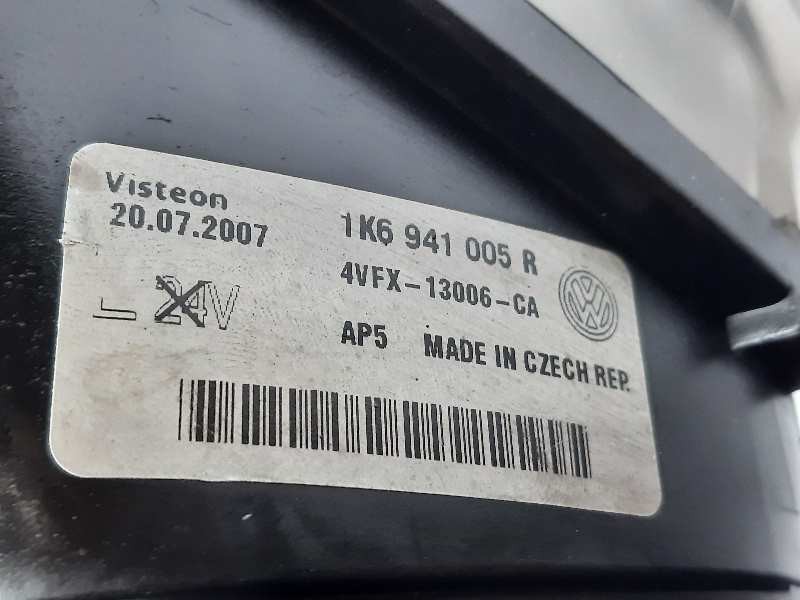 Visteon
20.07.2007
1K6 941 005 R
4VFX-13006-CA
L 24V
AP5 MADE IN CZECH REP.